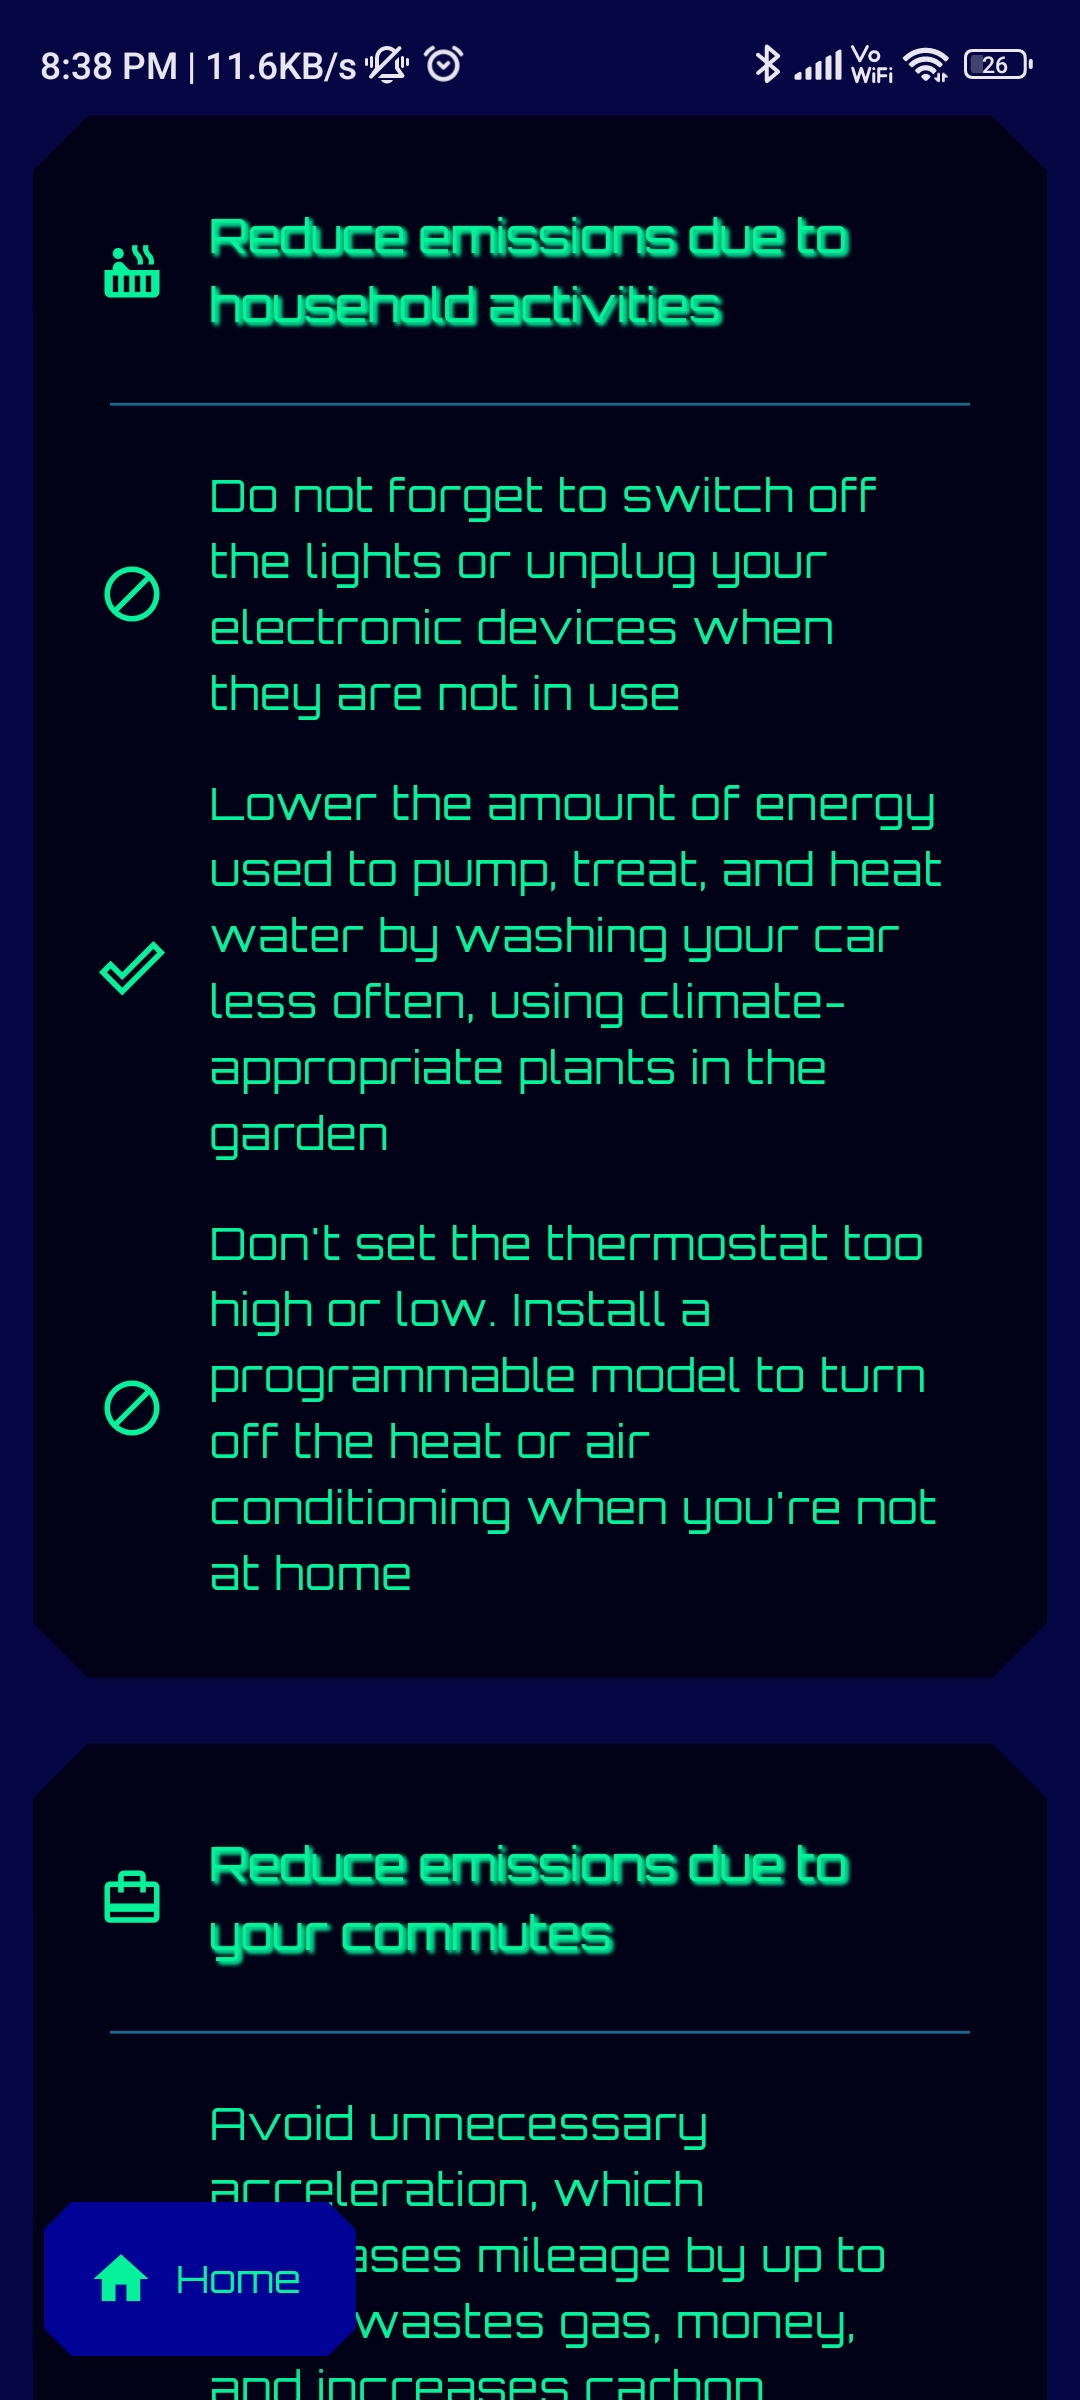 8:38 PM | 11.6KB/s
Vo
WiFi
26
Reduce emissions due to
household activities
Do not forget to switch off
the lights or unplug your
electronic devices when
they are not in use
Lower the amount of energy
used to pump, treat, and heat
water by washing your car
less often, using climate-
appropriate plants in the
garden
Don't set the thermostat too
high or low. Install a
programmable model to turn
off the heat or air
conditioning when you're not
at home
Reduce emissions due to
your commutes
Avoid unnecessary
acceleration, which
mileage by up to
wastes gas, money,
and increases carbon
Home